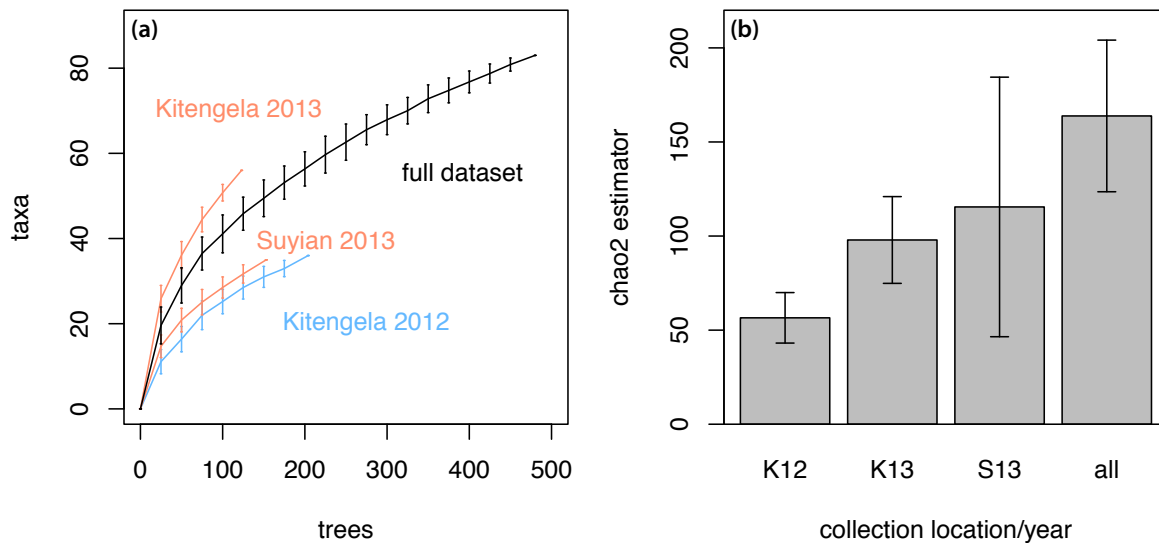 (a)
taxa
80
60
40
20
0
Kitengela 2013
full dataset
Suyian 2013
Kitengela 2012
0 100 200 300 400 500
trees
(b)
chao2 estimator
200
150
100
50
0
K12 K13 S13 all
collection location/year